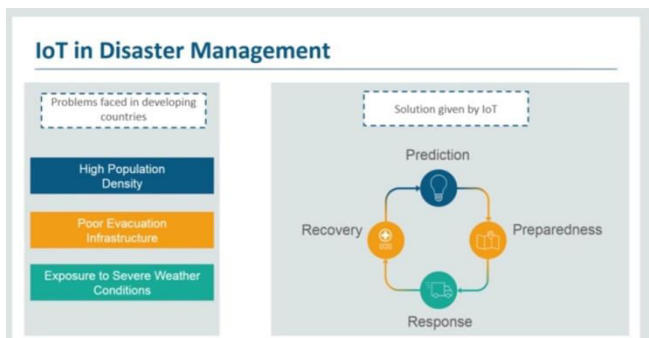 IoT in Disaster Management
Problems faced in developing
countries
High Population
Density
Poor Evacuation
Infrastructure
Exposure to Severe Weather
Conditions
Solution given by IoT
Prediction
Recovery
Preparedness
Response